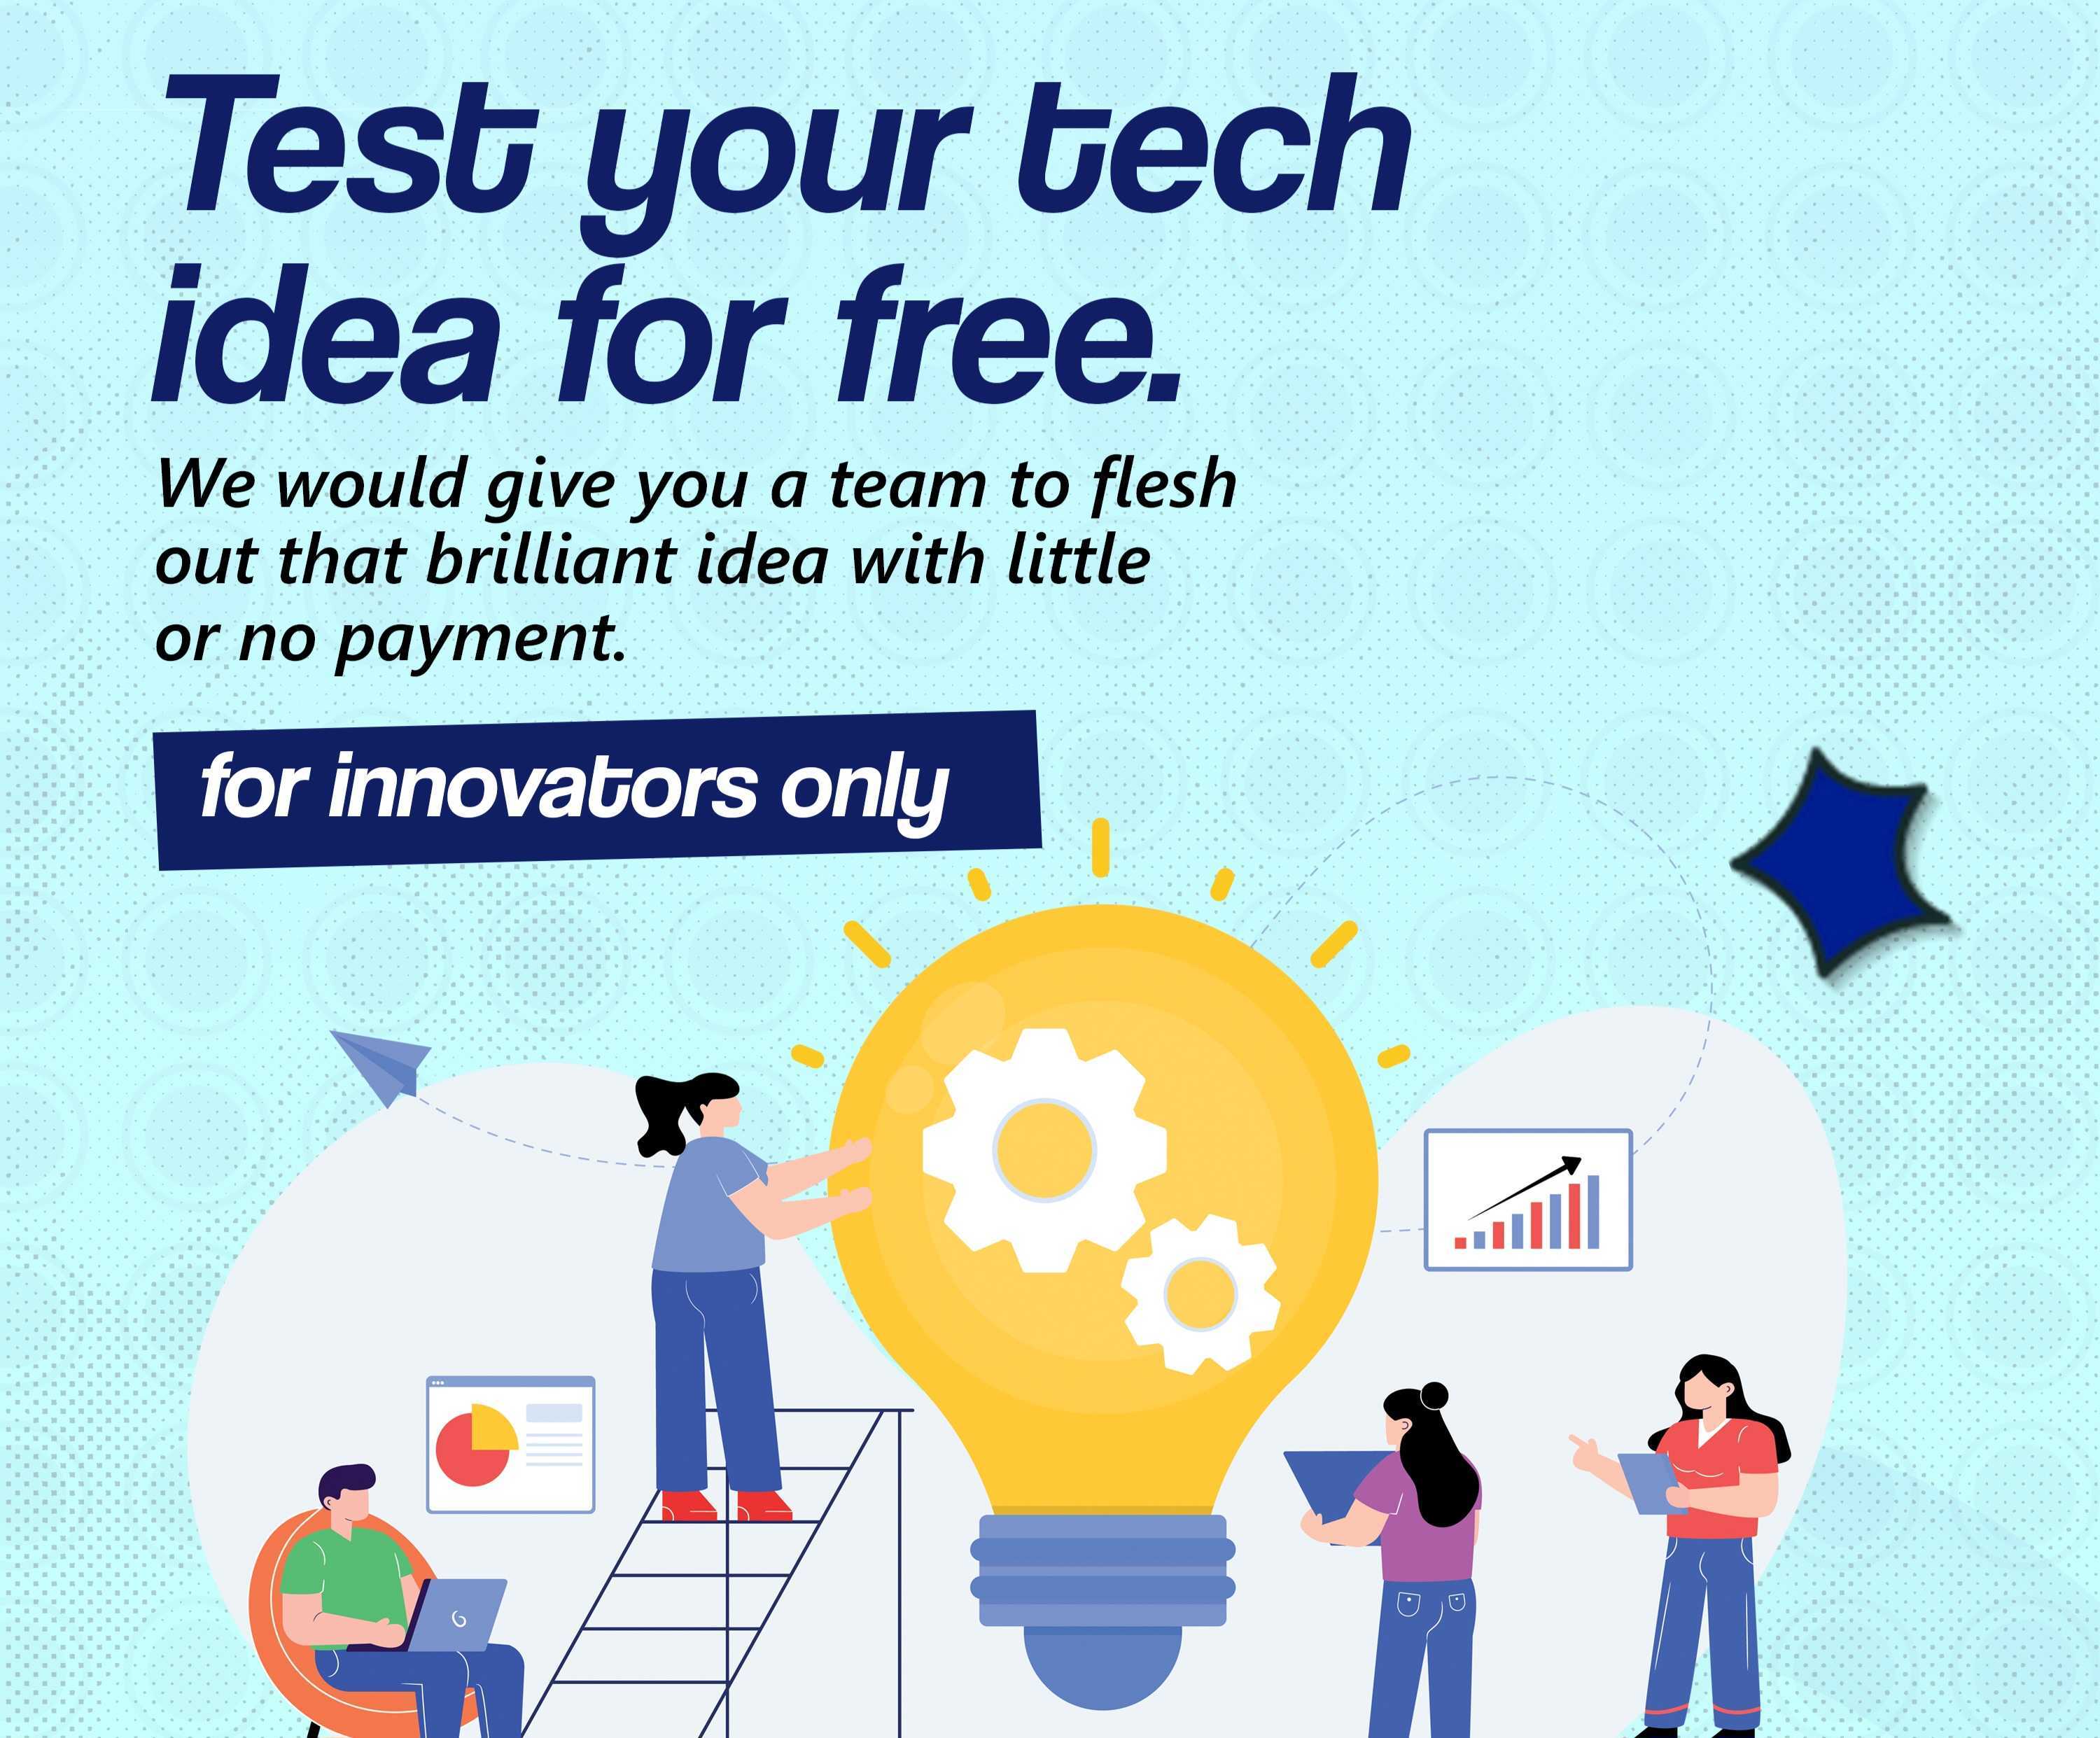 Test your tech
idea for free.
We would give you a team to flesh
out that brilliant idea with little
or no payment.
for innovators only